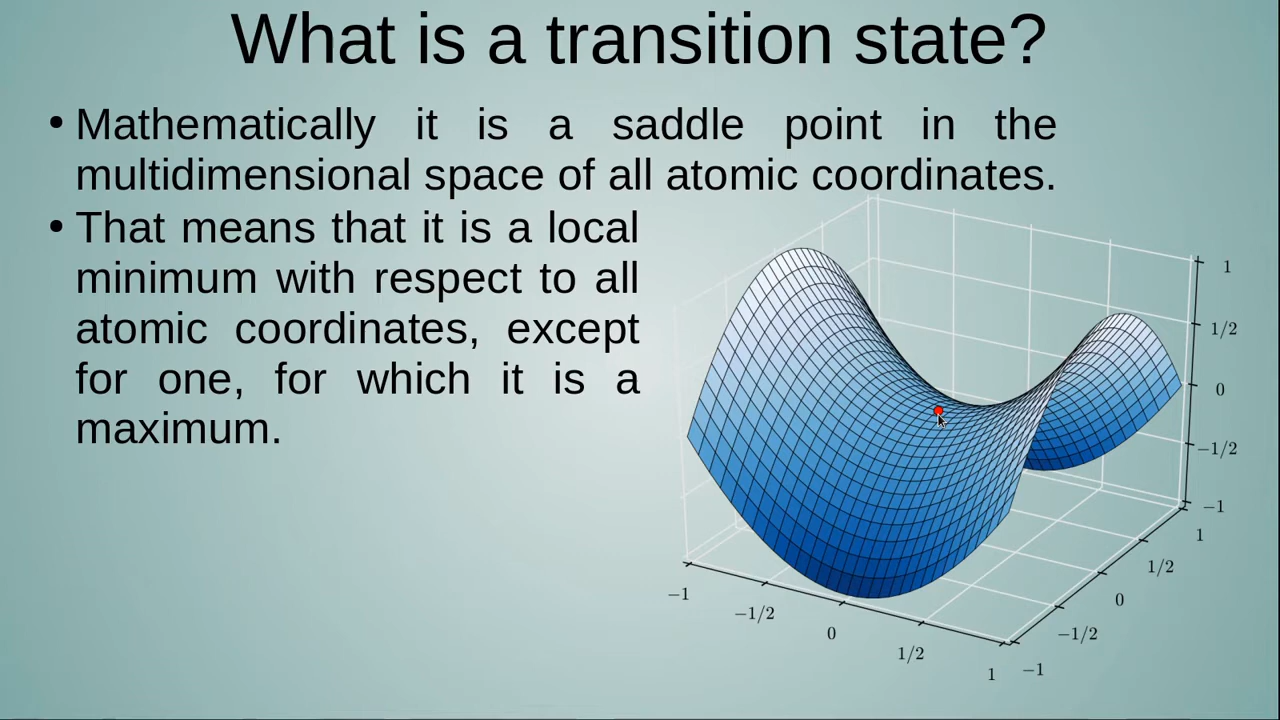 What is a transition state?
• Mathematically it is a saddle point in the
multidimensional space of all atomic coordinates.
• That means that it is a local
minimum with respect to all
atomic coordinates, except
for one, for which it is a
maximum.
1
1/2
0
−1/2
−1
1
1/2
0
−1/2
−1
−1
−1/2
0
1/2
1